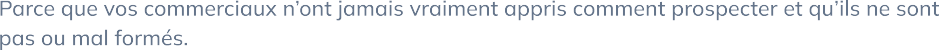 Parce que vos commerciaux n’ont jamais vraiment appris comment prospecter et qu’ils ne sont
pas ou mal formés.